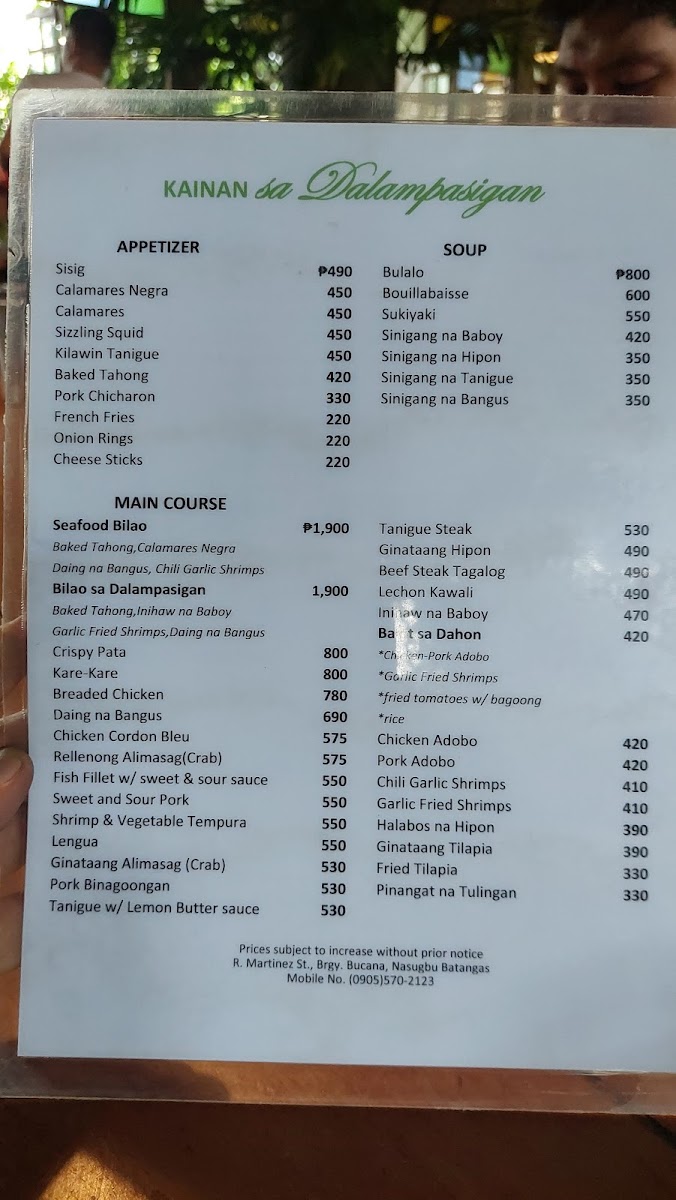 KAINAN sa Dalampasigan
APPETIZER
Sisig ₱490
Calamares Negra 450
Calamares 450
Sizzling Squid 450
Kilawin Tanigue 450
Baked Tahong 420
Pork Chicharon 330
French Fries 220
Onion Rings 220
Cheese Sticks 220
SOUP
Bulalo ₱800
Bouillabaisse 600
Sukiyaki 550
Sinigang na Baboy 420
Sinigang na Hipon 350
Sinigang na Tanigue 350
Sinigang na Bangus 350
MAIN COURSE
Seafood Bilao ₱1,900
Baked Tahong,Calamares Negra
Daing na Bangus, Chili Garlic Shrimps
Bilao sa Dalampasigan 1,900
Baked Tahong,Inihaw na Baboy
Garlic Fried Shrimps,Daing na Bangus
Crispy Pata 800
Kare-Kare 800
Breaded Chicken 780
Daing na Bangus 690
Chicken Cordon Bleu 575
Rellenong Alimasag(Crab) 575
Fish Fillet w/ sweet & sour sauce 550
Sweet and Sour Pork 550
Shrimp & Vegetable Tempura 550
Lengua 550
Ginataang Alimasag (Crab) 530
Pork Binagoongan 530
Tanigue w/ Lemon Butter sauce 530
Tanigue Steak 530
Ginataang Hipon 490
Beef Steak Tagalog 490
Lechon Kawali 490
Inihaw na Baboy 470
sa Dahon 420
*Chicken-Pork Adobo
*Garlic Fried Shrimps
*fried tomatoes w/ bagoong
*rice
Chicken Adobo 420
Pork Adobo 420
Chili Garlic Shrimps 410
Garlic Fried Shrimps 410
Halabos na Hipon 390
Ginataang Tilapia 390
Fried Tilapia 330
Pinangat na Tulingan 330
Prices subject to increase without prior notice
R. Martinez St., Brgy. Bucana, Nasugbu Batangas
Mobile No. (0905)570-2123